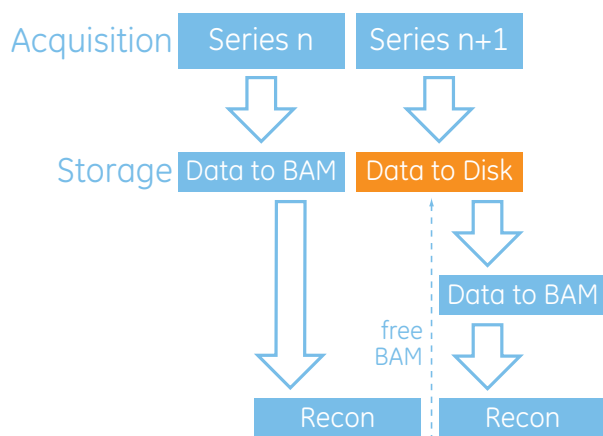 Acquisition
Series n
Series n+1
Storage
Data to BAM
Data to Disk
Data to BAM
free
BAM
Recon
Recon